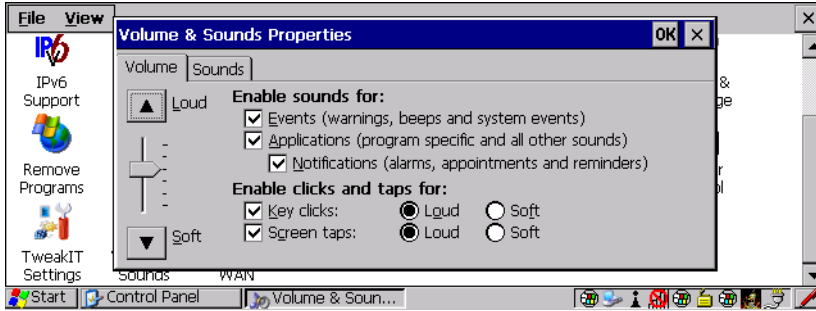 File View
Volume & Sounds Properties OK
IPv6
Support
Volume Sounds
Loud
Enable sounds for:
Events (warnings, beeps and system events)
Applications (program specific and all other sounds)
Notifications (alarms, appointments and reminders)
Remove
Programs
Enable clicks and taps for:
Key clicks: Loud Soft
Screen taps: Loud Soft
Soft
&
TweakIT
Settings
Sounds
WAN
Start Control Panel Volume & Soun...